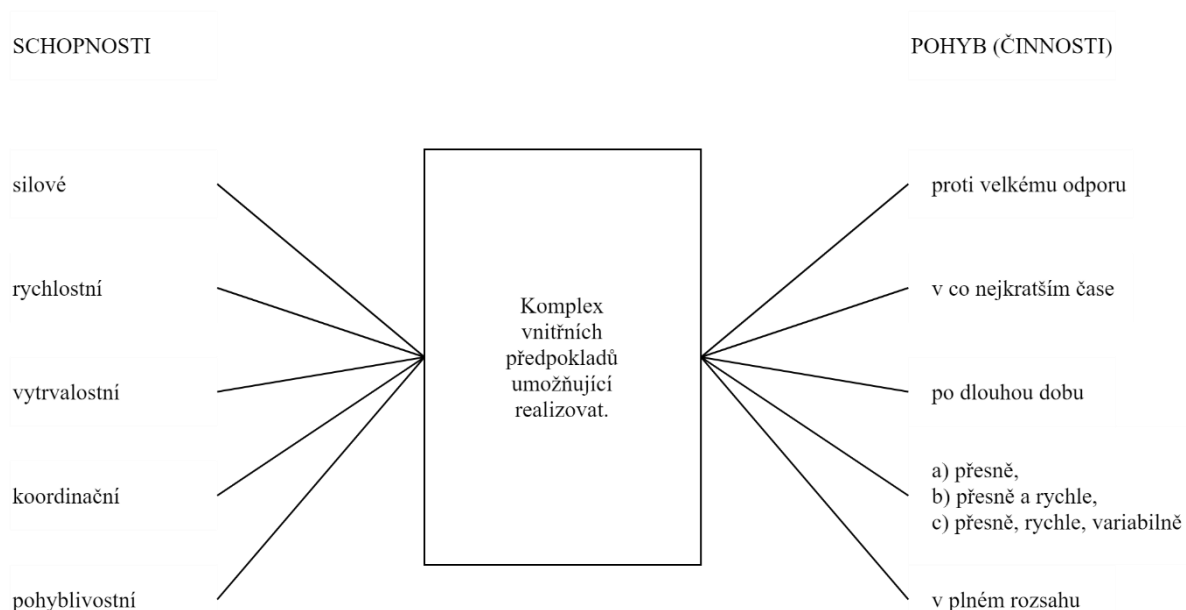 SCHOPNOSTI
POHYB (ČINNOSTI)
silové
proti velkému odporu
rychlostní
v co nejkratším čase
Komplex
vnitřních
předpokladů
umožňující
realizovat.
vytrvalostní
po dlouhou dobu
koordinační
a) přesně,
b) přesně a rychle,
c) přesně, rychle, variabilně
pohyblivostní
v plném rozsahu